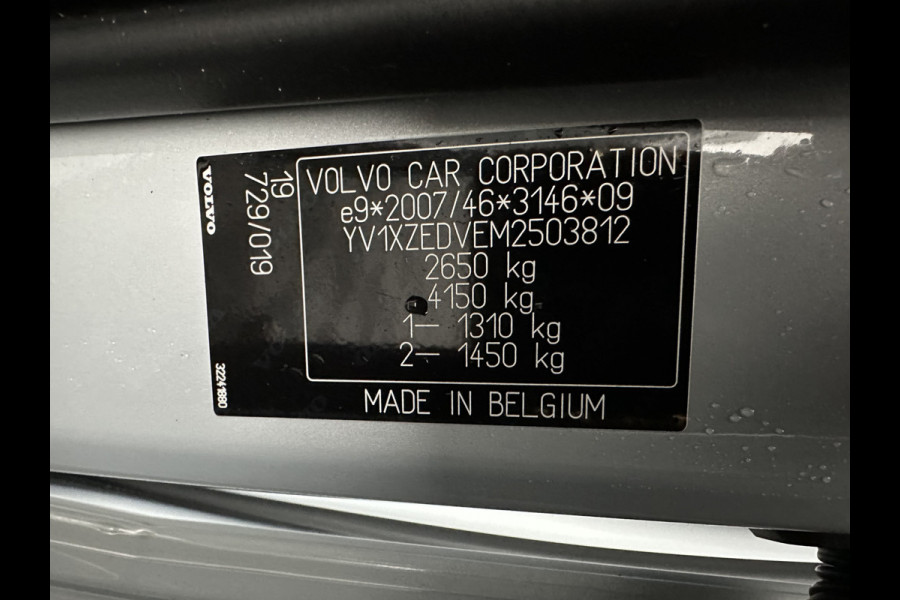 VOLVO
19
729/019
32241880
VOLVO CAR CORPORATION
e9*2007/46*3146*09
YV1XZEDVEM2503812
2650 kg
4150 kg
1– 1310 kg
2– 1450 kg
MADE IN BELGIUM